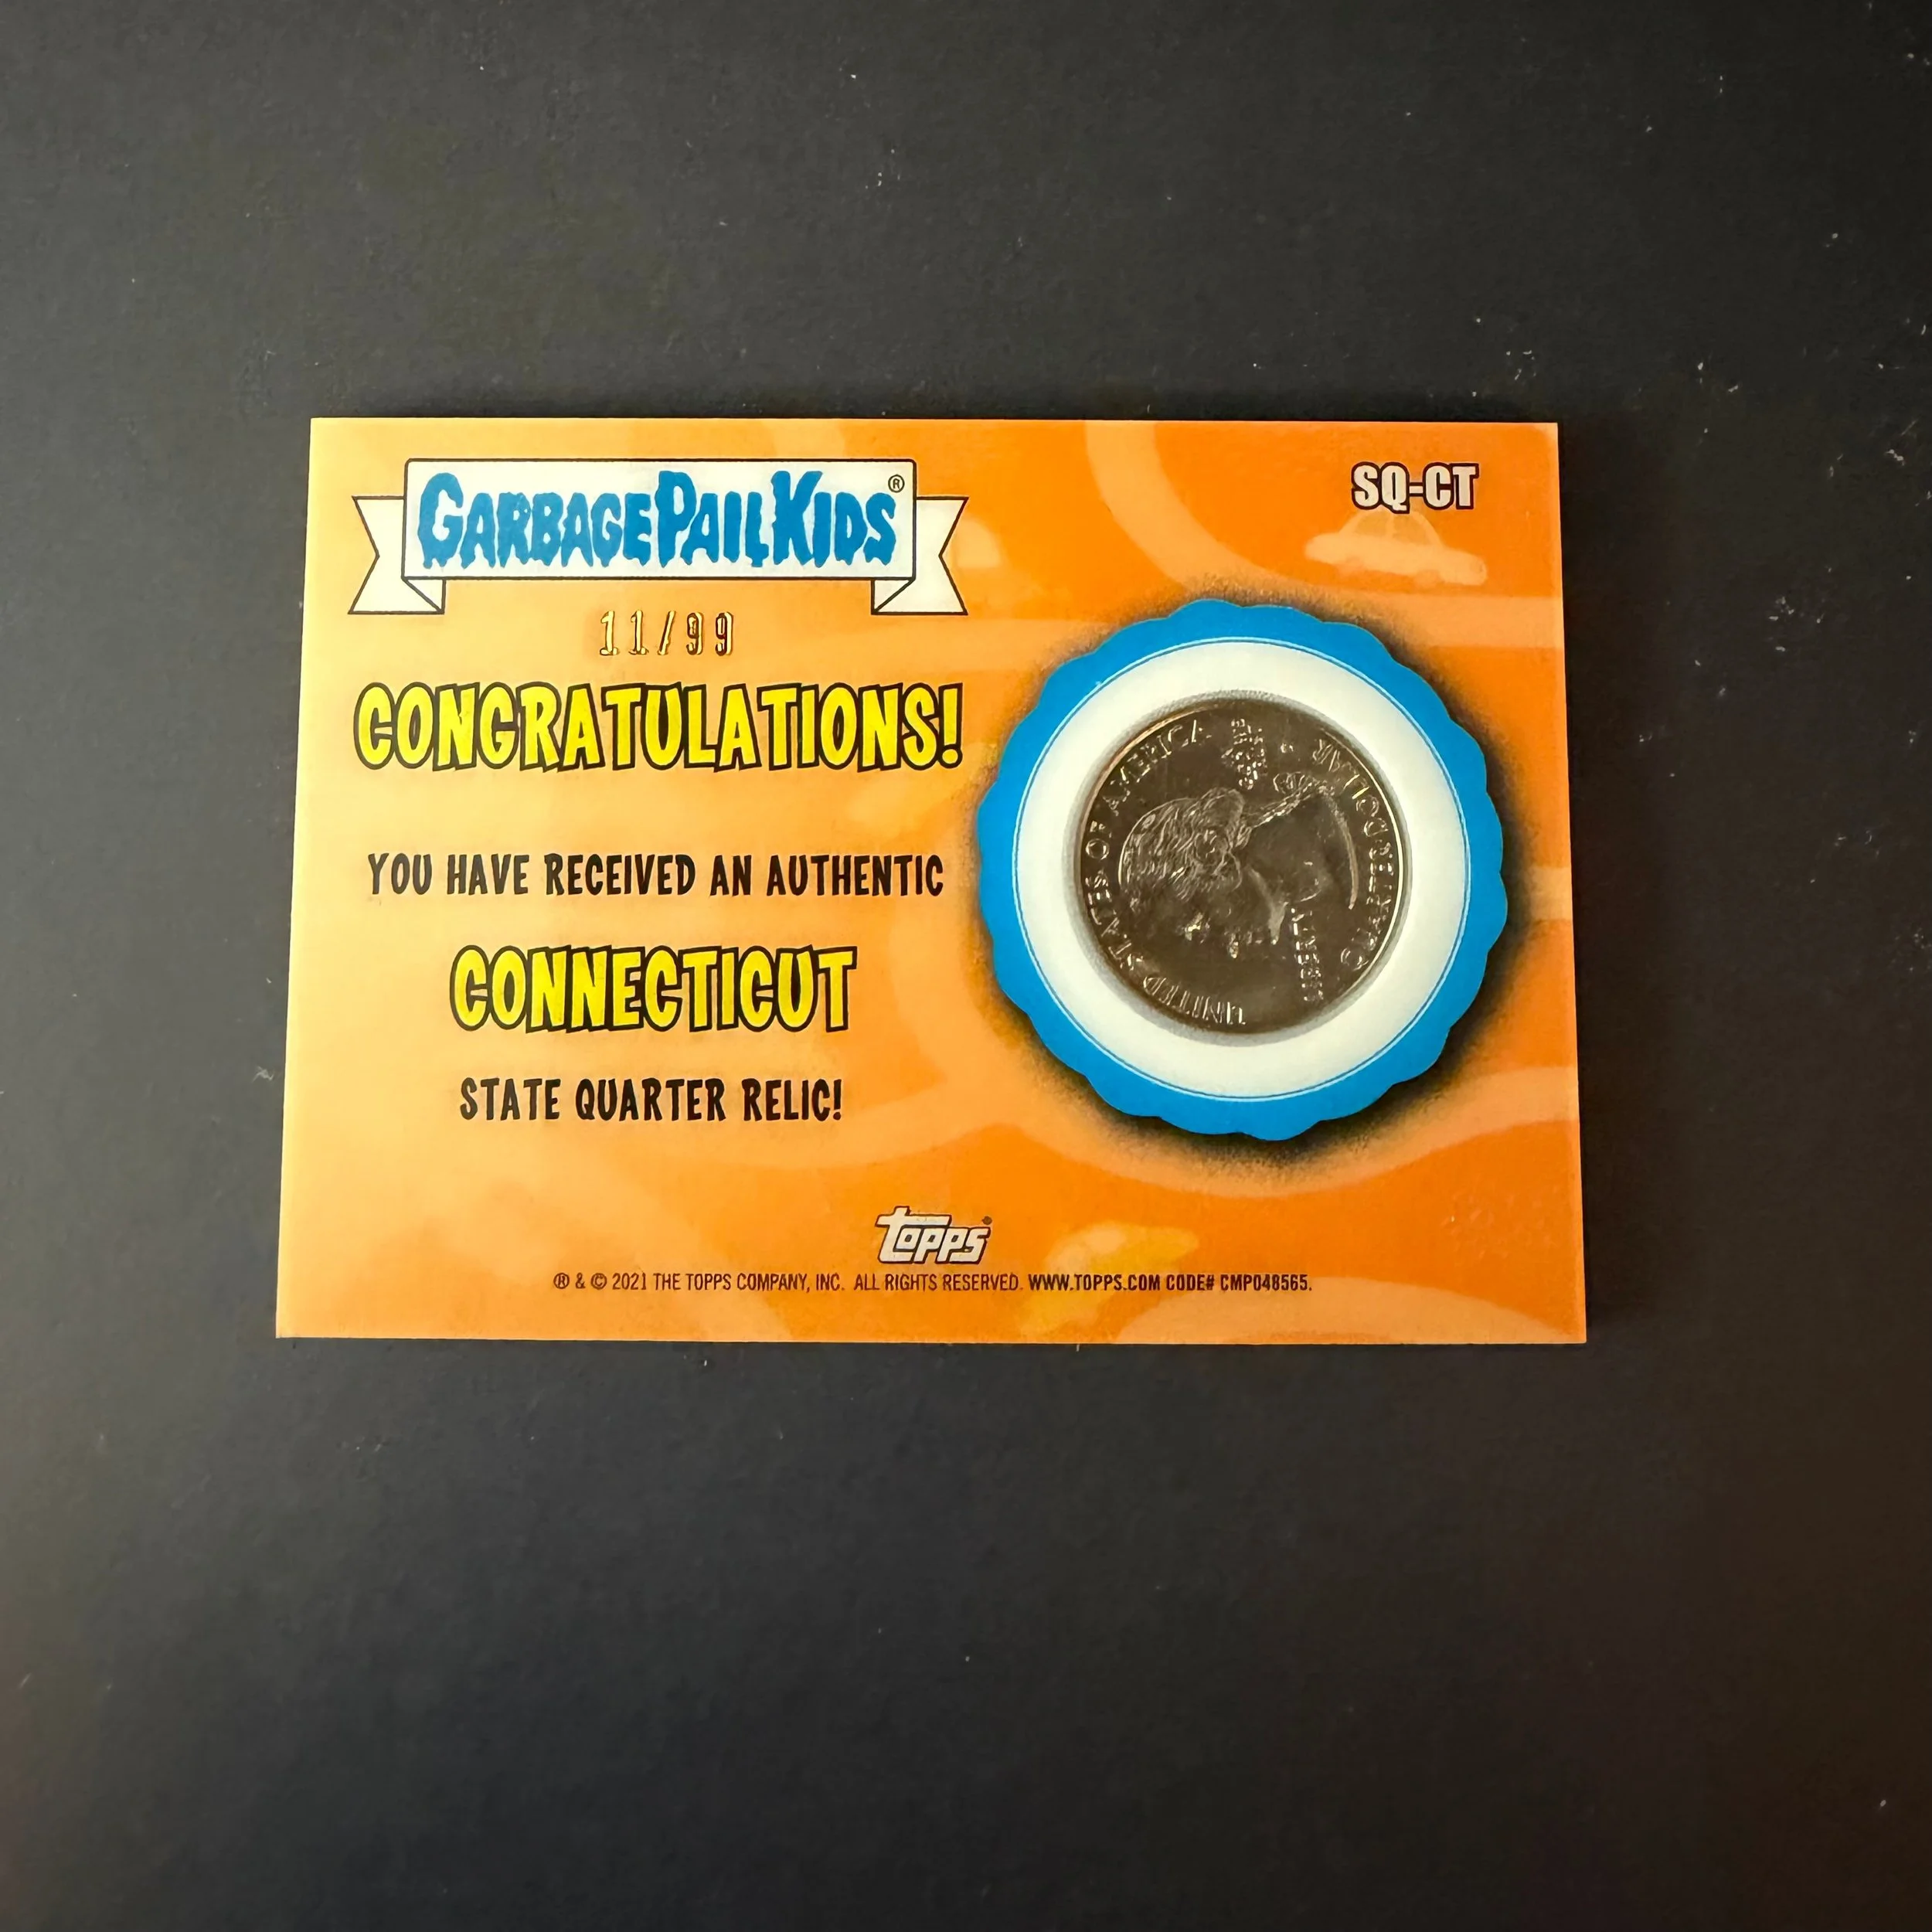 GARBAGE PAIL KIDS®
SQ-CT
11/99
CONGRATULATIONS!
YOU HAVE RECEIVED AN AUTHENTIC
CONNECTICUT
STATE QUARTER RELIC!
UNITED STATES OF AMERICA
LIBERTY
QUARTER DOLLAR
topps®
® & © 2021 THE TOPPS COMPANY, INC. ALL RIGHTS RESERVED. WWW.TOPPS.COM CODE# CMP048565.